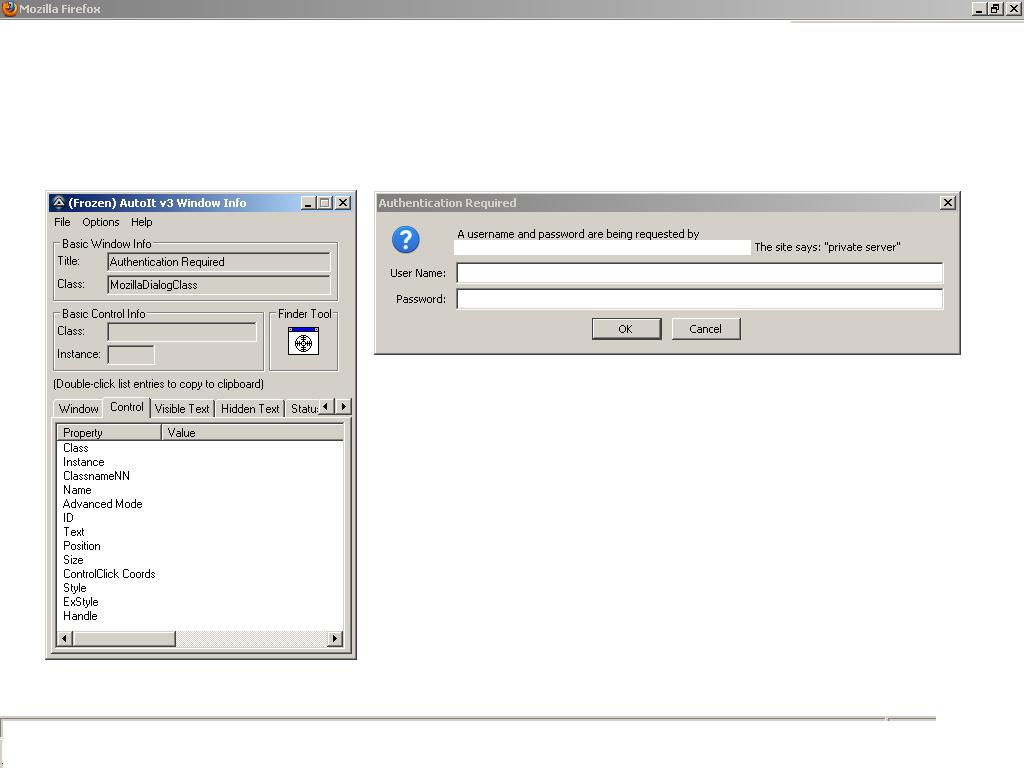 Mozilla Firefox
(Frozen) AutoIt v3 Window Info
File Options Help
Basic Window Info
Title: Authentication Required
Class: MozillaDialogClass
Basic Control Info
Class:
Instance:
Finder Tool
(Double-click list entries to copy to clipboard)
Window Control Visible Text Hidden Text Statu
Property Value
Class
Instance
ClassnameNN
Name
Advanced Mode
ID
Text
Position
Size
ControlClick Coords
Style
ExStyle
Handle
Authentication Required
A username and password are being requested by
The site says: "private server"
User Name:
Password:
OK Cancel